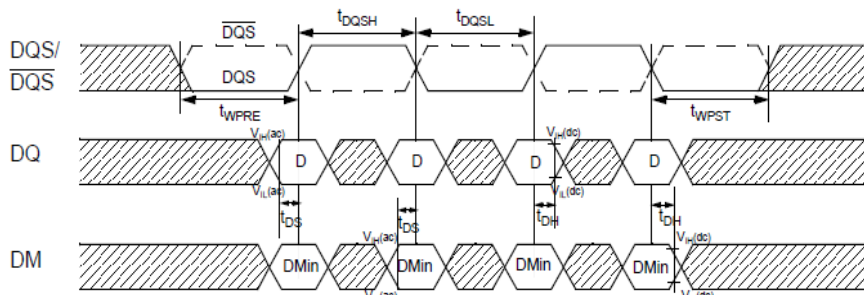 DQS tDQSH tDQSL
DQS/
DQS
DQS
tWPRE tWPST
VIH(ac) VIH(dc)
DQ D D D D
VIL(ac) VIL(dc)
tDS tDS tDH tDH
VIH(ac) VIH(dc)
DM DMin DMin DMin DMin